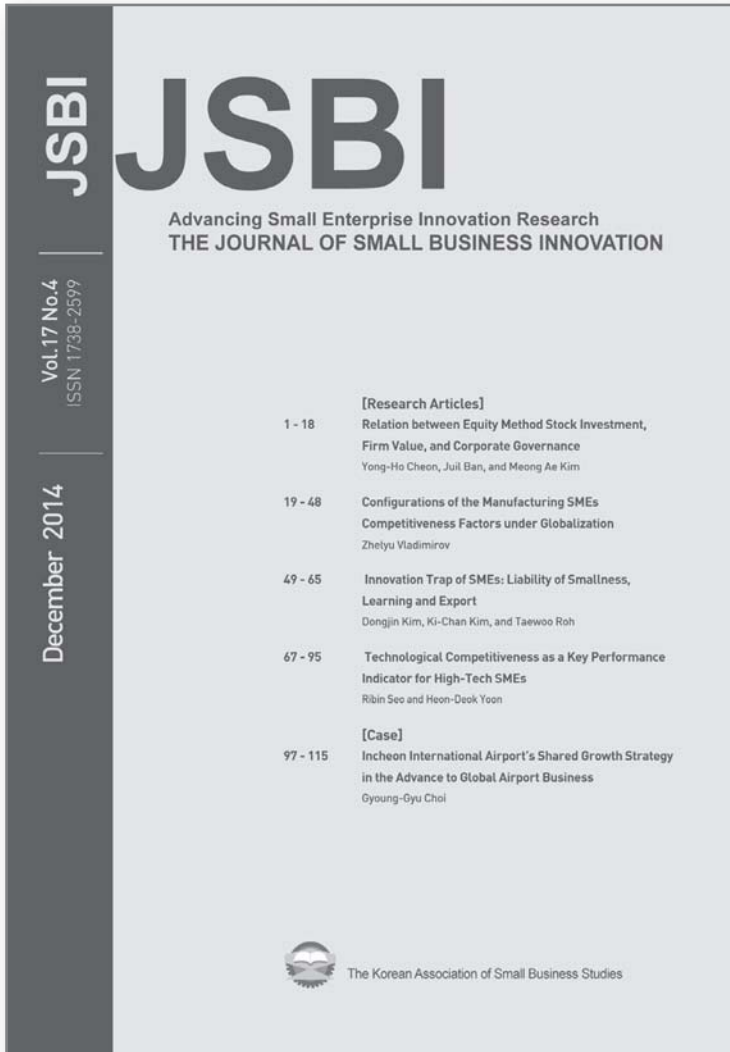 JSBI
Vol.17 No.4
ISSN 1738-2599
December 2014
JSBI
Advancing Small Enterprise Innovation Research
THE JOURNAL OF SMALL BUSINESS INNOVATION
[Research Articles]
1 - 18 Relation between Equity Method Stock Investment,
Firm Value, and Corporate Governance
Yong-Ho Cheon, Juil Ban, and Meong Ae Kim
19 - 48 Configurations of the Manufacturing SMEs
Competitiveness Factors under Globalization
Zhelyu Vladimirov
49 - 65 Innovation Trap of SMEs: Liability of Smallness,
Learning and Export
Dongjin Kim, Ki-Chan Kim, and Taewoo Roh
67 - 95 Technological Competitiveness as a Key Performance
Indicator for High-Tech SMEs
Ribin Seo and Heon-Deok Yoon
[Case]
97 - 115 Incheon International Airport's Shared Growth Strategy
in the Advance to Global Airport Business
Gyoung-Gyu Choi
The Korean Association of Small Business Studies